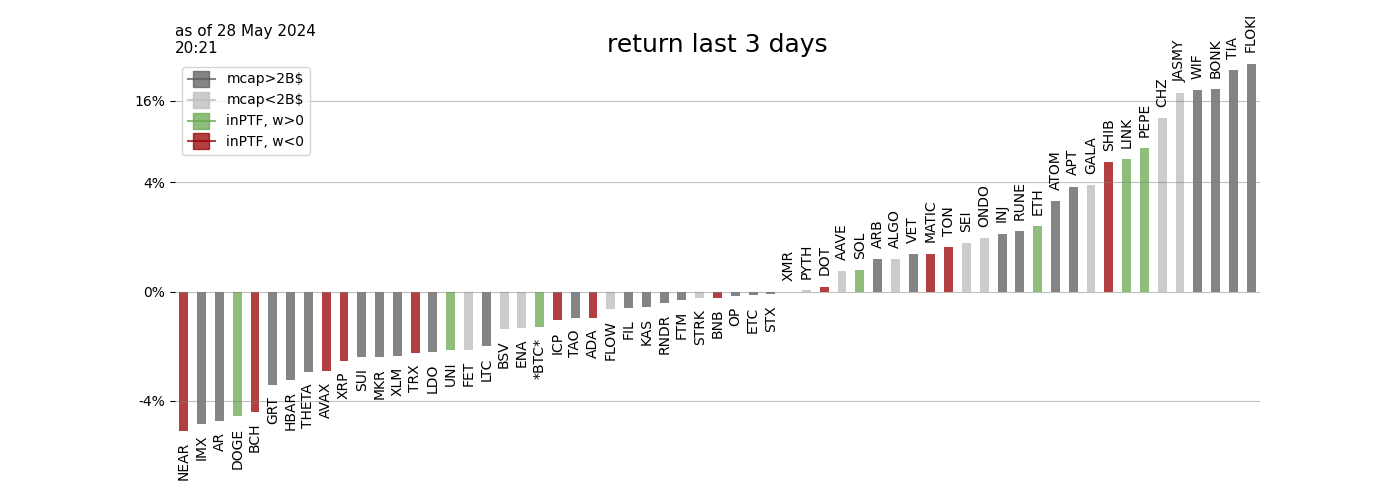 as of 28 May 2024
20:21
return last 3 days
mcap>2B$
mcap<2B$
inPTF, w>0
inPTF, w<0
16%
4%
0%
-4%
NEAR
IMX
AR
DOGE
BCH
GRT
HBAR
THETA
AVAX
XRP
SUI
MKR
XLM
TRX
LDO
UNI
FET
LTC
BSV
ENA
*BTC*
ICP
TAO
ADA
FLOW
FIL
KAS
RNDR
FTM
STRK
BNB
OP
ETC
STX
XMR
PYTH
DOT
AAVE
SOL
ARB
ALGO
VET
MATIC
TON
SEI
ONDO
INJ
RUNE
ETH
ATOM
APT
GALA
SHIB
LINK
PEPE
CHZ
JASMY
WIF
BONK
TIA
FLOKI